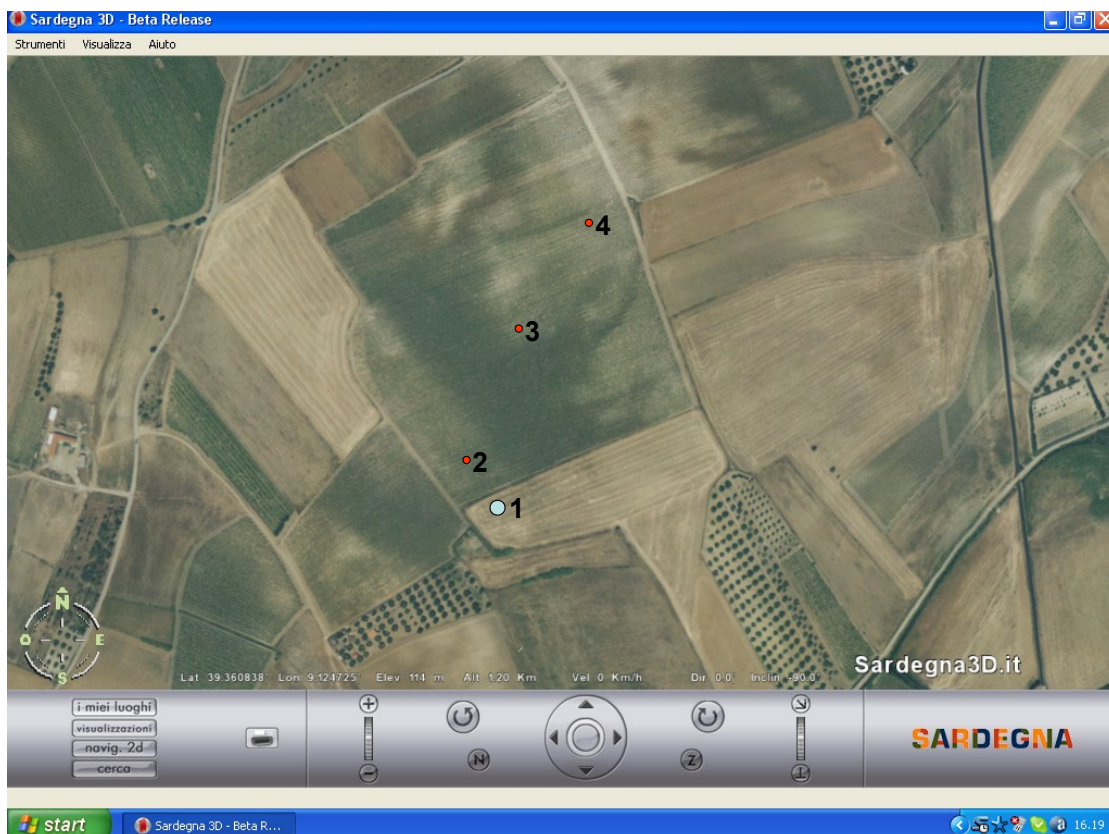 Sardegna 3D - Beta Release
Strumenti Visualizza Aiuto
4
3
2
1
N
O E
S
Sardegna3D.it
Lat 39.360838° Lon 9.124725° Elev 114 m Alt 1.20 Km Vel 0 Km/h Dir 0.0° Inclin -90.0°
i miei luoghi
visualizzazioni
navig. 2d
cerca
N
Z
SARDEGNA
start
Sardegna 3D - Beta R...
16.19